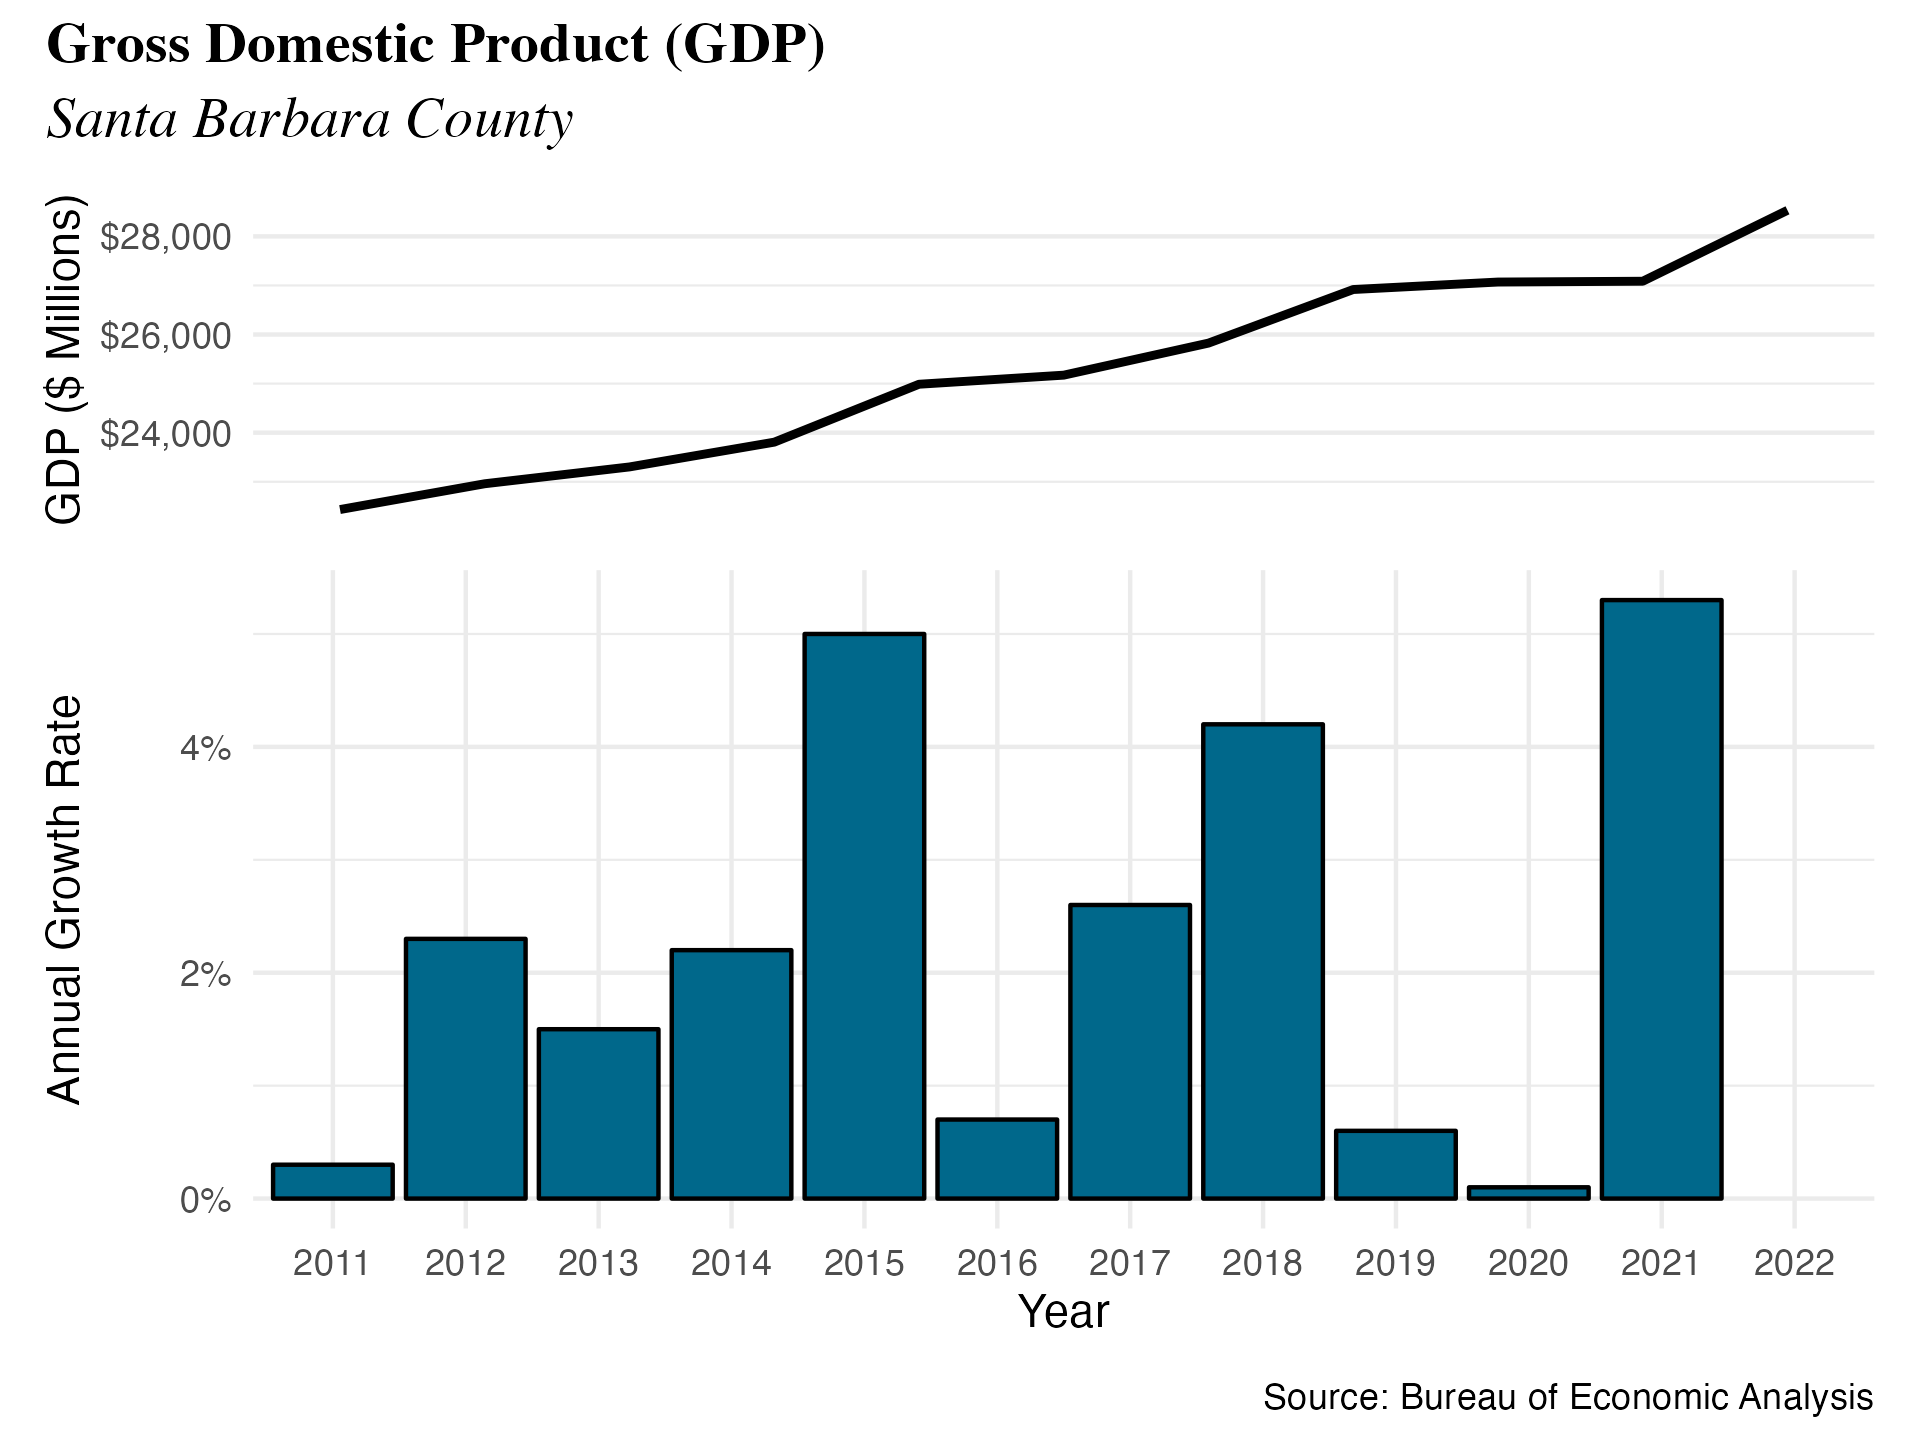 Gross Domestic Product (GDP)
Santa Barbara County
GDP ($ Millions)
$28,000
$26,000
$24,000
Annual Growth Rate
4%
2%
0%
2011 2012 2013 2014 2015 2016 2017 2018 2019 2020 2021 2022
Year
Source: Bureau of Economic Analysis